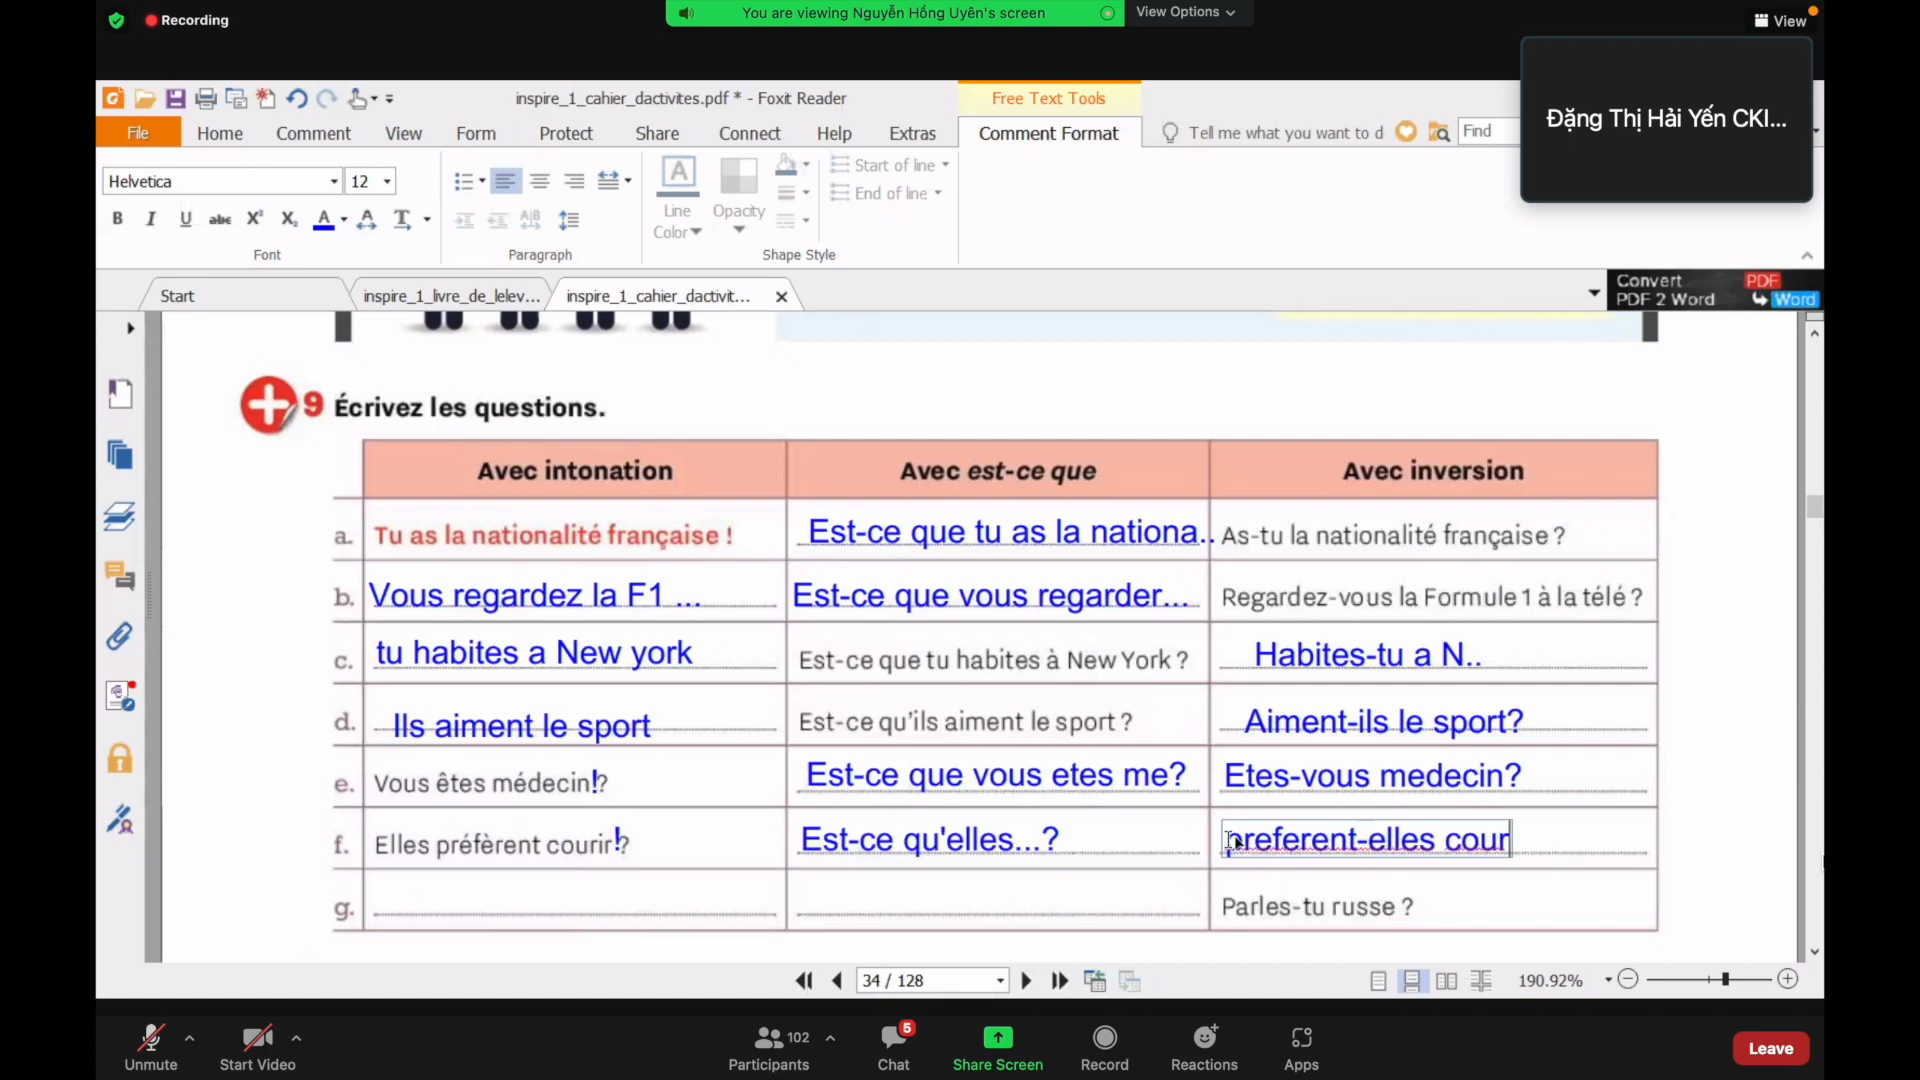 Recording
You are viewing Nguyễn Hồng Uyên's screen
View Options
View
Đặng Thị Hải Yến CKI...
inspire_1_cahier_dactivites.pdf * - Foxit Reader
Free Text Tools
File
Home
Comment
View
Form
Protect
Share
Connect
Help
Extras
Comment Format
Tell me what you want to d
Find
Helvetica
12
Start of line
End of line
Line
Color
Opacity
Font
Paragraph
Shape Style
Start
inspire_1_livre_de_lelev...
inspire_1_cahier_dactivit...
Convert PDF
PDF 2 Word Word
9 Écrivez les questions.
Avec intonation
Avec est-ce que
Avec inversion
a. Tu as la nationalité française !
Est-ce que tu as la nationa..
As-tu la nationalité française ?
b. Vous regardez la F1 ...
Est-ce que vous regarder...
Regardez-vous la Formule 1 à la télé ?
c. tu habites a New york
Est-ce que tu habites à New York ?
Habites-tu a N..
d. Ils aiment le sport
Est-ce qu'ils aiment le sport ?
Aiment-ils le sport?
e. Vous êtes médecin!?
Est-ce que vous etes me?
Etes-vous medecin?
f. Elles préfèrent courir!?
Est-ce qu'elles...?
preferent-elles cour
g.
Parles-tu russe ?
34 / 128
190.92%
Unmute
Start Video
102
Participants
5
Chat
Share Screen
Record
Reactions
Apps
Leave